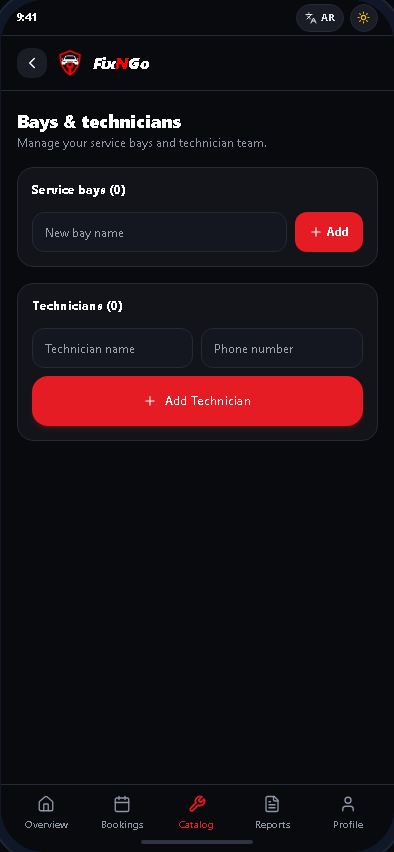 9:41
AR
FixNGo
Bays & technicians
Manage your service bays and technician team.
Service bays (0)
New bay name
+ Add
Technicians (0)
Technician name
Phone number
+ Add Technician
Overview
Bookings
Catalog
Reports
Profile